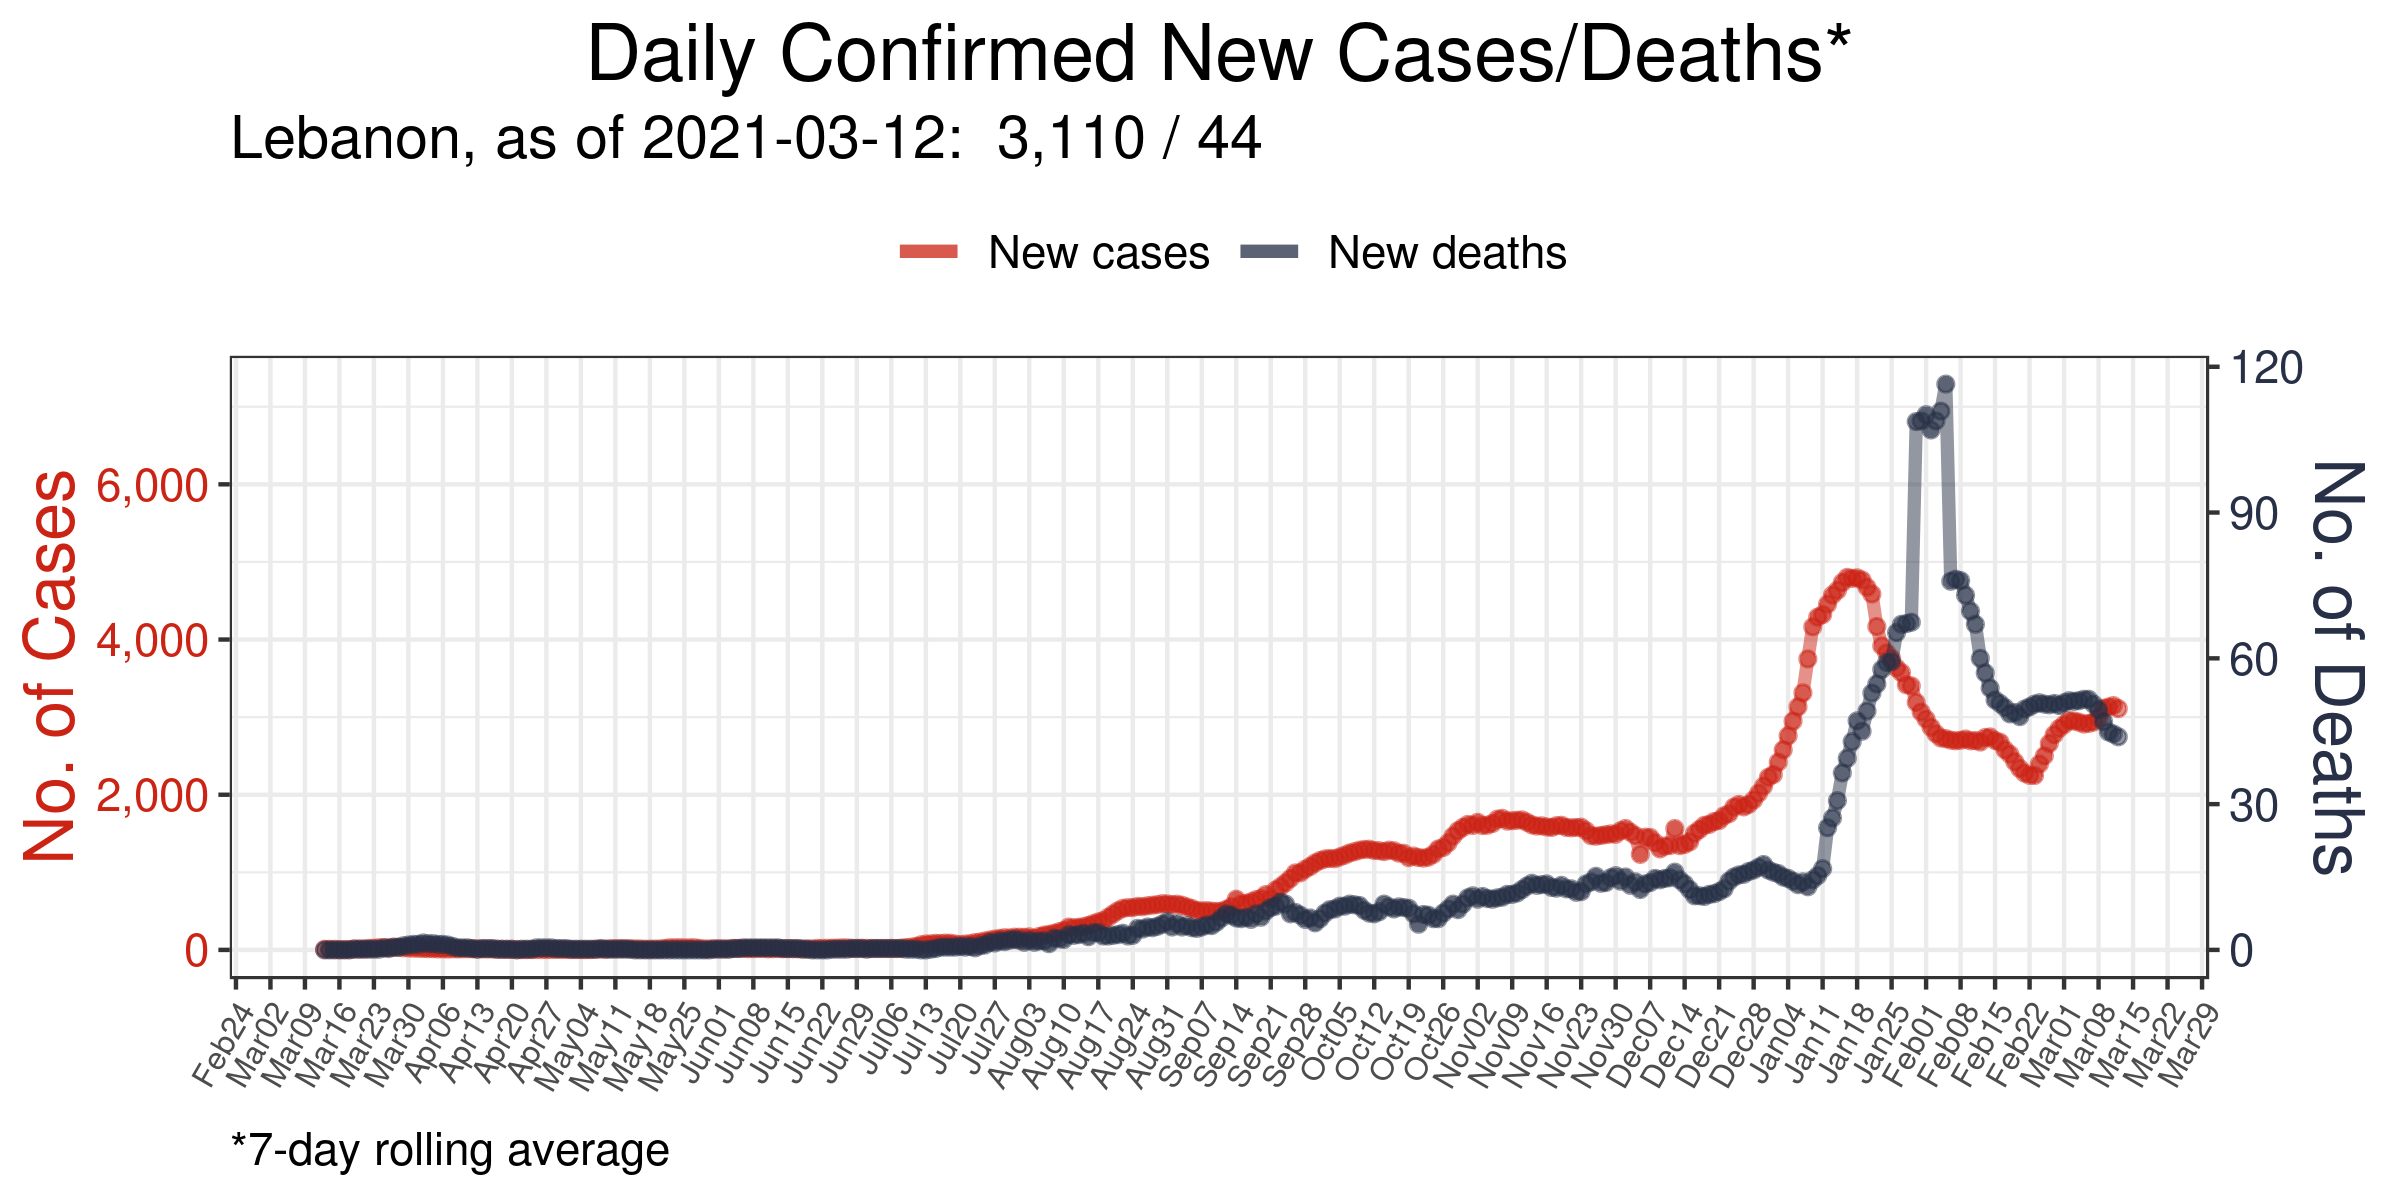 Daily Confirmed New Cases/Deaths*
Lebanon, as of 2021-03-12:  3,110 / 44
New cases
New deaths
No. of Cases
6,000
4,000
2,000
0
120
90
60
30
0
No. of Deaths
Feb24
Mar02
Mar09
Mar16
Mar23
Mar30
Apr06
Apr13
Apr20
Apr27
May04
May11
May18
May25
Jun01
Jun08
Jun15
Jun22
Jun29
Jul06
Jul13
Jul20
Jul27
Aug03
Aug10
Aug17
Aug24
Aug31
Sep07
Sep14
Sep21
Sep28
Oct05
Oct12
Oct19
Oct26
Nov02
Nov09
Nov16
Nov23
Nov30
Dec07
Dec14
Dec21
Dec28
Jan04
Jan11
Jan18
Jan25
Feb01
Feb08
Feb15
Feb22
Mar01
Mar08
Mar15
Mar22
Mar29
*7-day rolling average